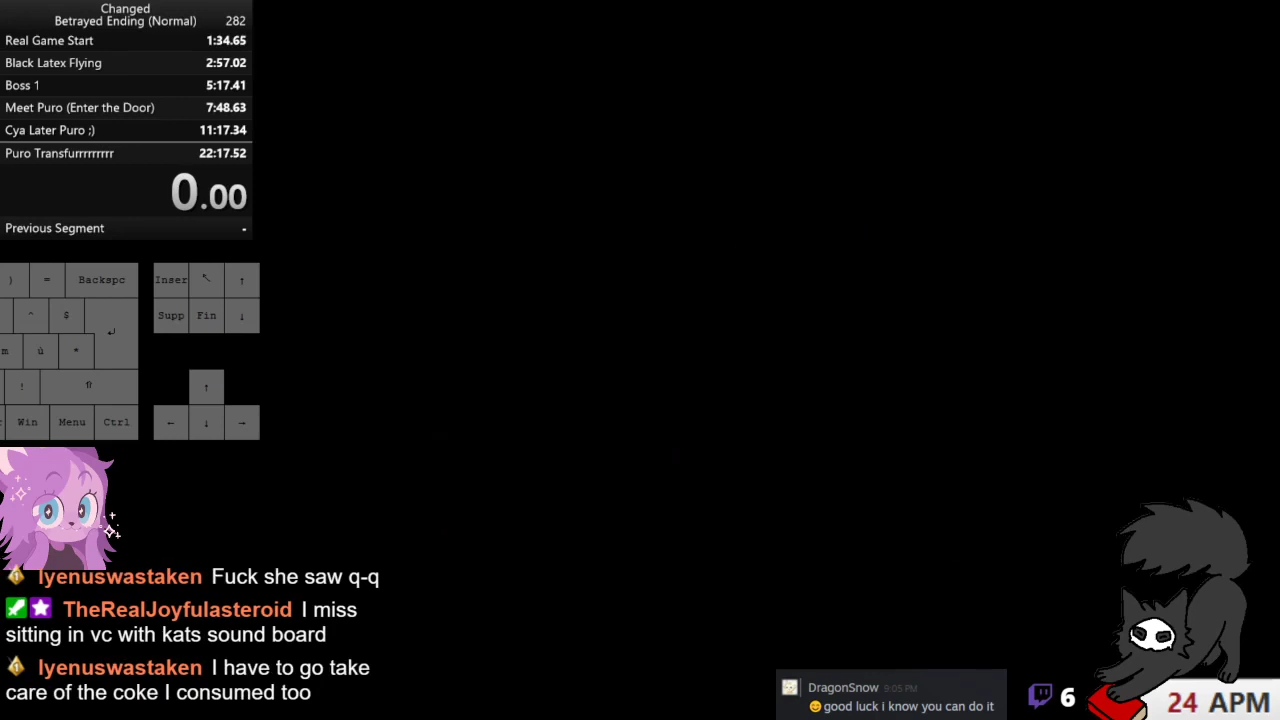 Changed
Betrayed Ending (Normal) 282
Real Game Start 1:34.65
Black Latex Flying 2:57.02
Boss 1 5:17.41
Meet Puro (Enter the Door) 7:48.63
Cya Later Puro ;) 11:17.34
Puro Transfurrrrrrrrr 22:17.52
0.00
Previous Segment -
) = Backspc Inser ↖ ↑
^ $ ↵ Supp Fin ↓
m ù *
! ⇧ ↑
Win Menu Ctrl ← ↓ →
lyenuswastaken Fuck she saw q-q
TheRealJoyfulasteroid I miss
sitting in vc with kats sound board
lyenuswastaken I have to go take
care of the coke I consumed too
DragonSnow 9:05 PM
😊good luck i know you can do it
6
24 APM